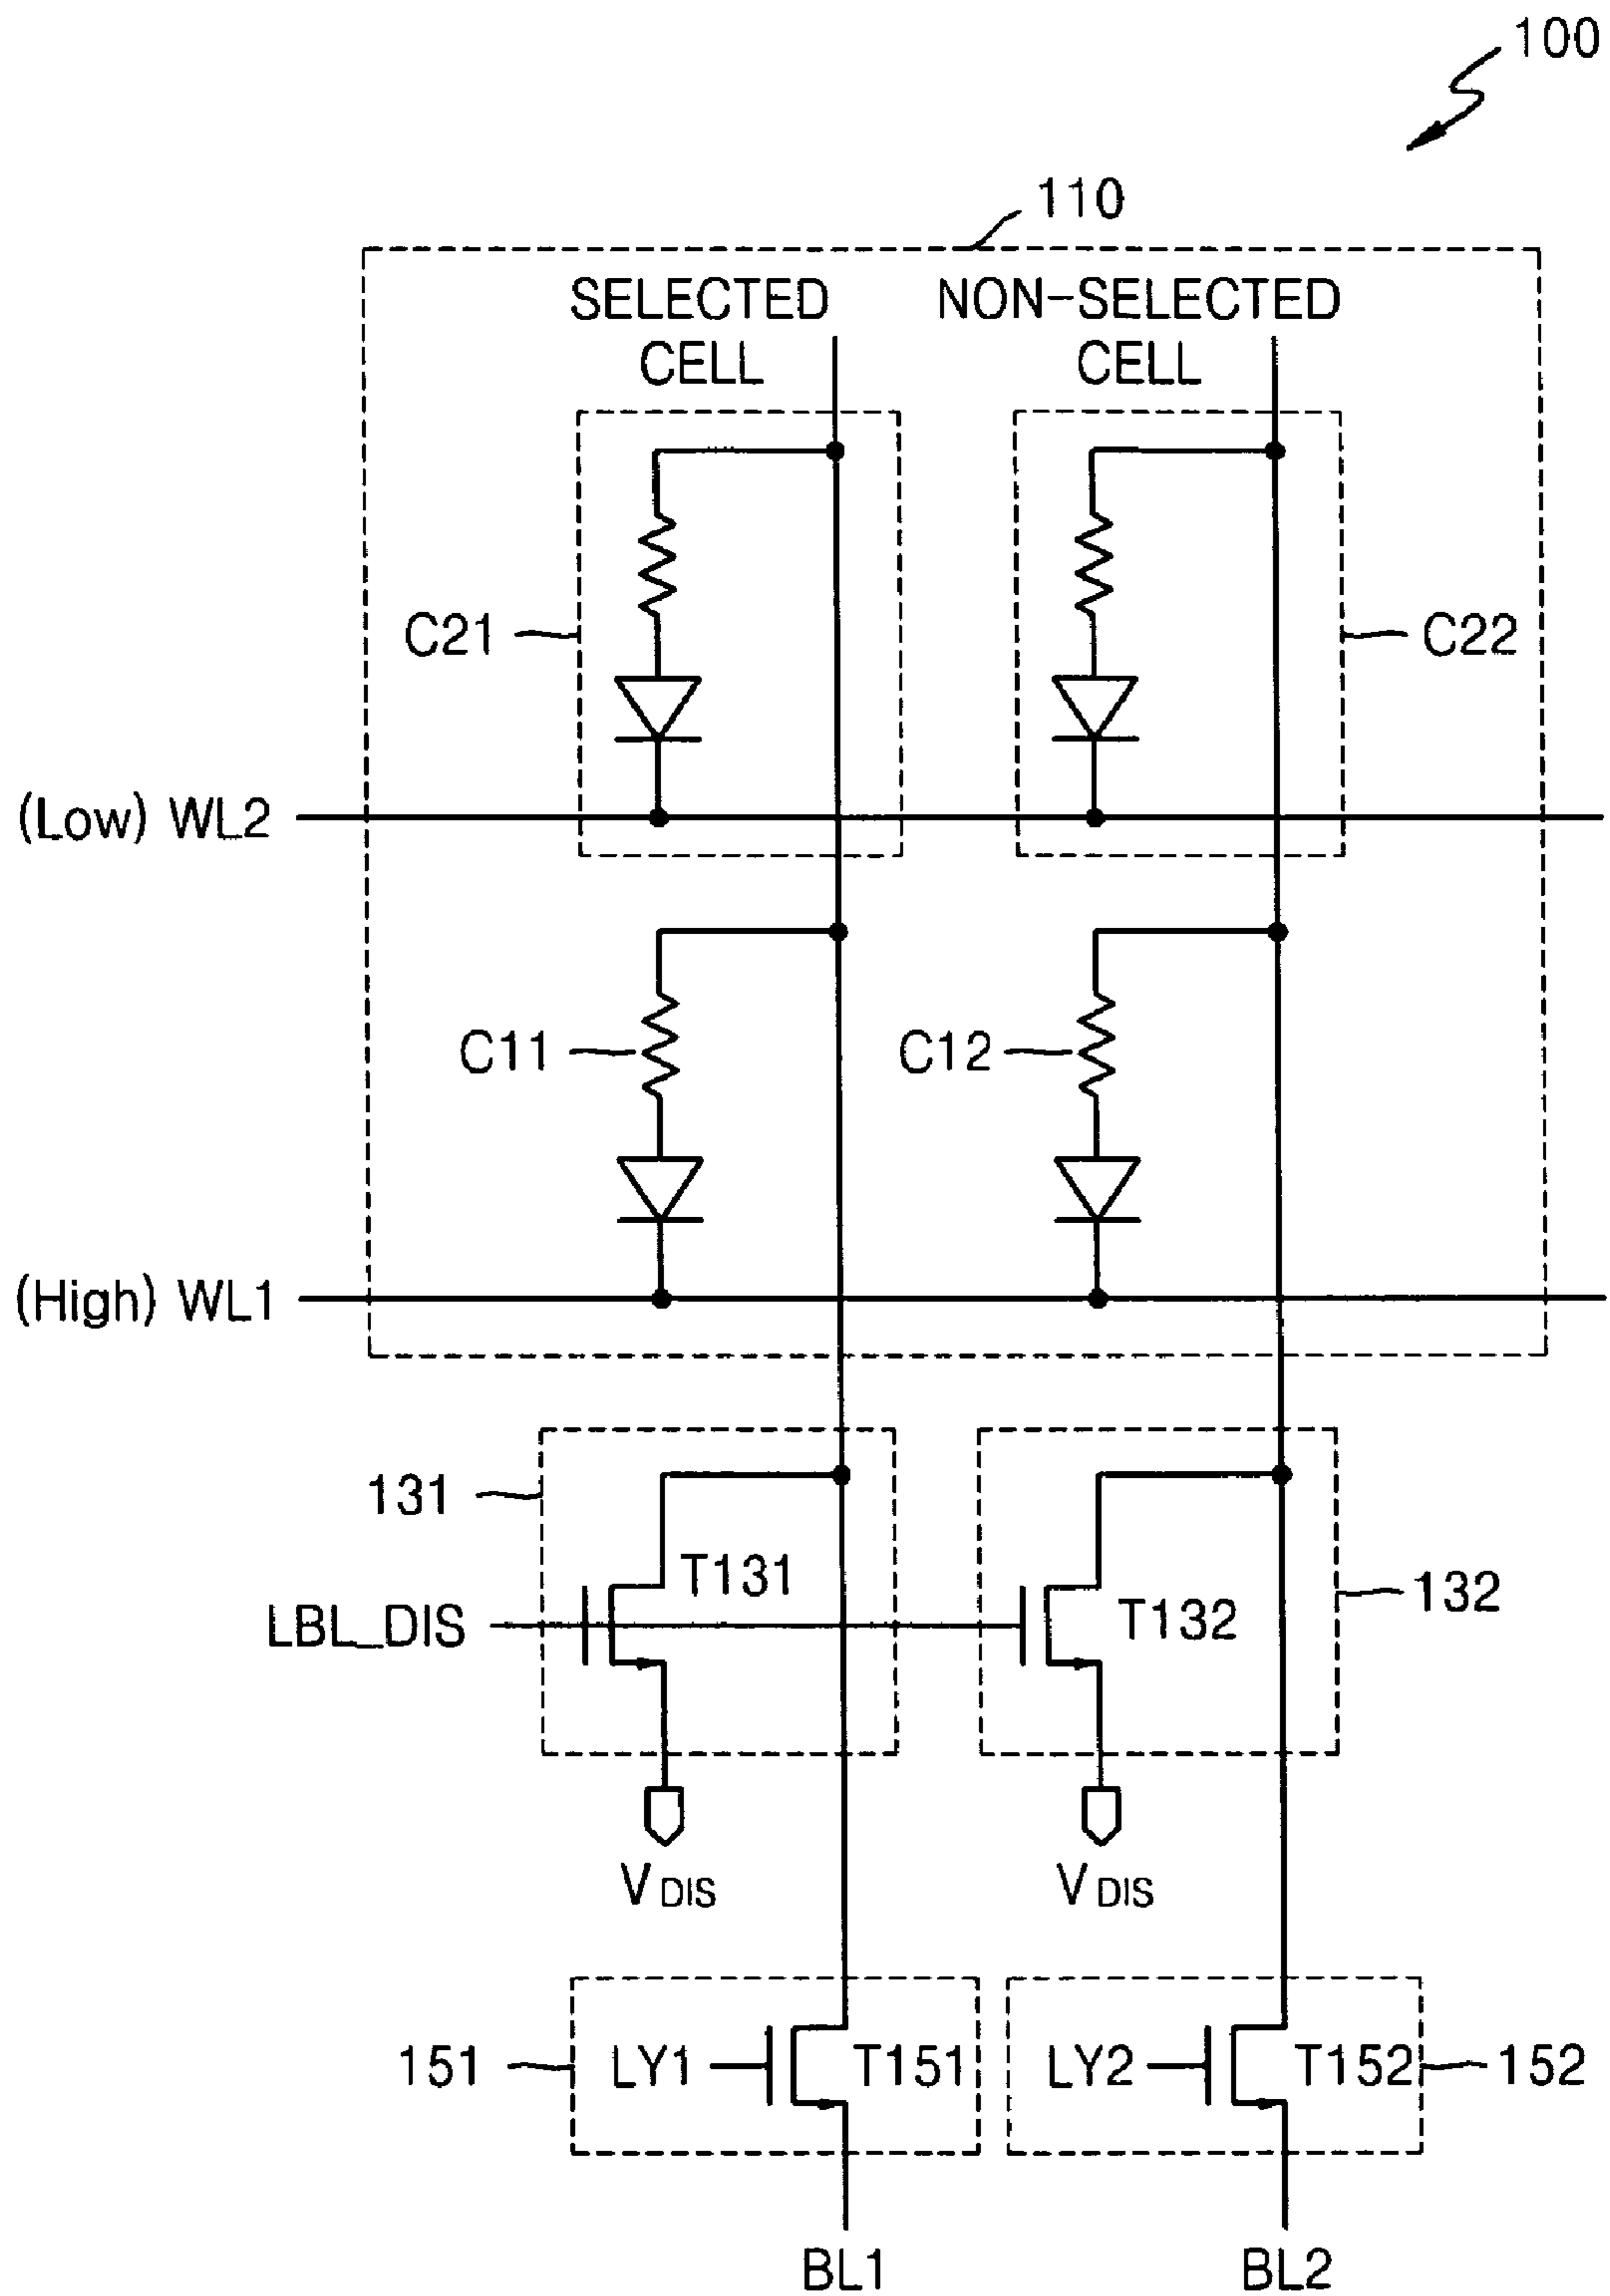 100
110
SELECTED CELL
NON-SELECTED CELL
C21
C22
(Low) WL2
C11
C12
(High) WL1
131
T131
T132
132
LBL_DIS
VDIS
VDIS
151
LY1
T151
LY2
T152
152
BL1
BL2